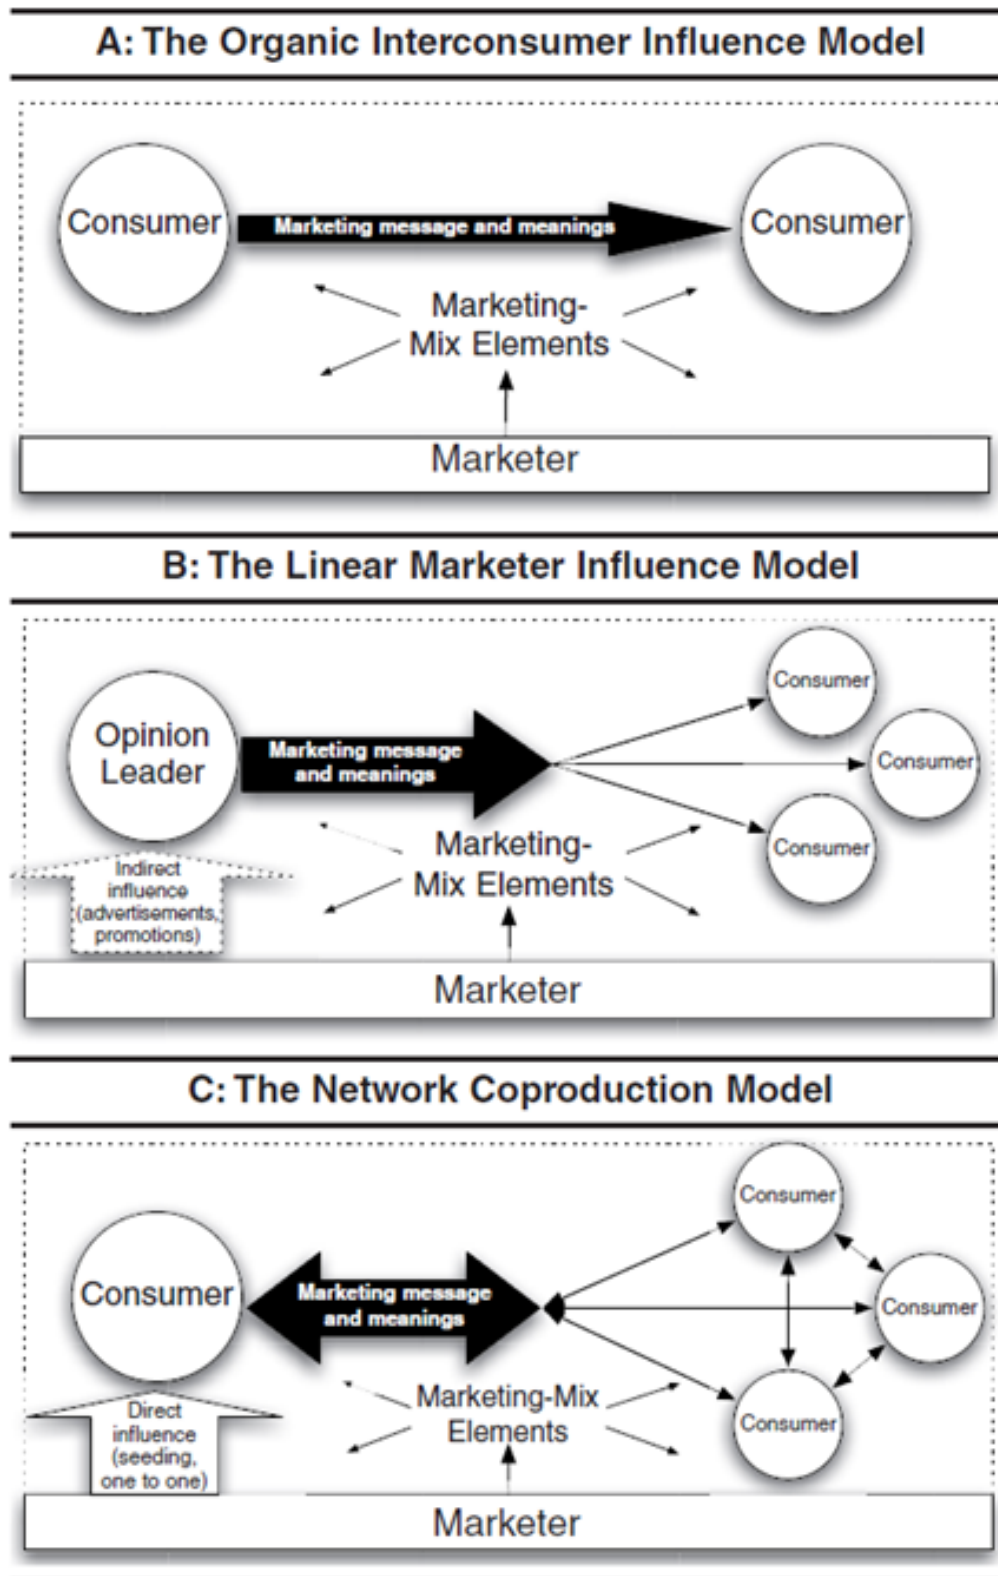 A: The Organic Interconsumer Influence Model
Consumer
Marketing message and meanings
Consumer
Marketing-
Mix Elements
Marketer
B: The Linear Marketer Influence Model
Opinion
Leader
Marketing message
and meanings
Consumer
Consumer
Consumer
Marketing-
Mix Elements
Indirect
influence
(advertisements,
promotions)
Marketer
C: The Network Coproduction Model
Consumer
Marketing message
and meanings
Consumer
Consumer
Consumer
Marketing-Mix
Elements
Direct
influence
(seeding,
one to one)
Marketer